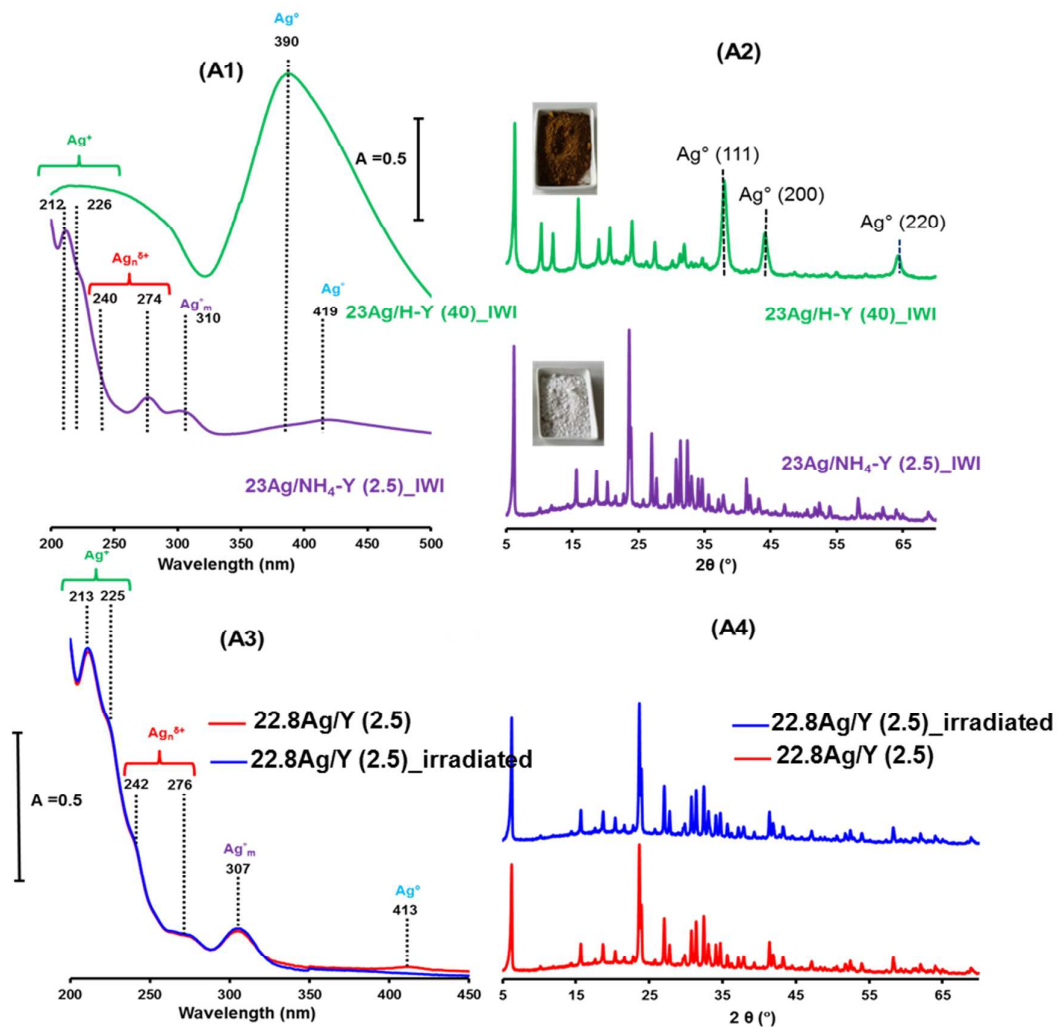 Ag°
390
(A1)
Ag⁺
A =0.5
212
226
Agₙᵟ⁺
240
274
Ag°ₘ
310
Ag°
419
23Ag/H-Y (40)_IWI
23Ag/NH₄-Y (2.5)_IWI
200 250 300 350 400 450 500
Wavelength (nm)
(A2)
Ag° (111)
Ag° (200)
Ag° (220)
23Ag/H-Y (40)_IWI
23Ag/NH₄-Y (2.5)_IWI
5 15 25 35 45 55 65
2θ (°)
Ag⁺
213 225
(A3)
Agₙᵟ⁺
242 276
22.8Ag/Y (2.5)
22.8Ag/Y (2.5)_irradiated
A =0.5
Ag°ₘ
307
Ag°
413
200 250 300 350 400 450
Wavelength (nm)
(A4)
22.8Ag/Y (2.5)_irradiated
22.8Ag/Y (2.5)
5 15 25 35 45 55 65
2 θ (°)